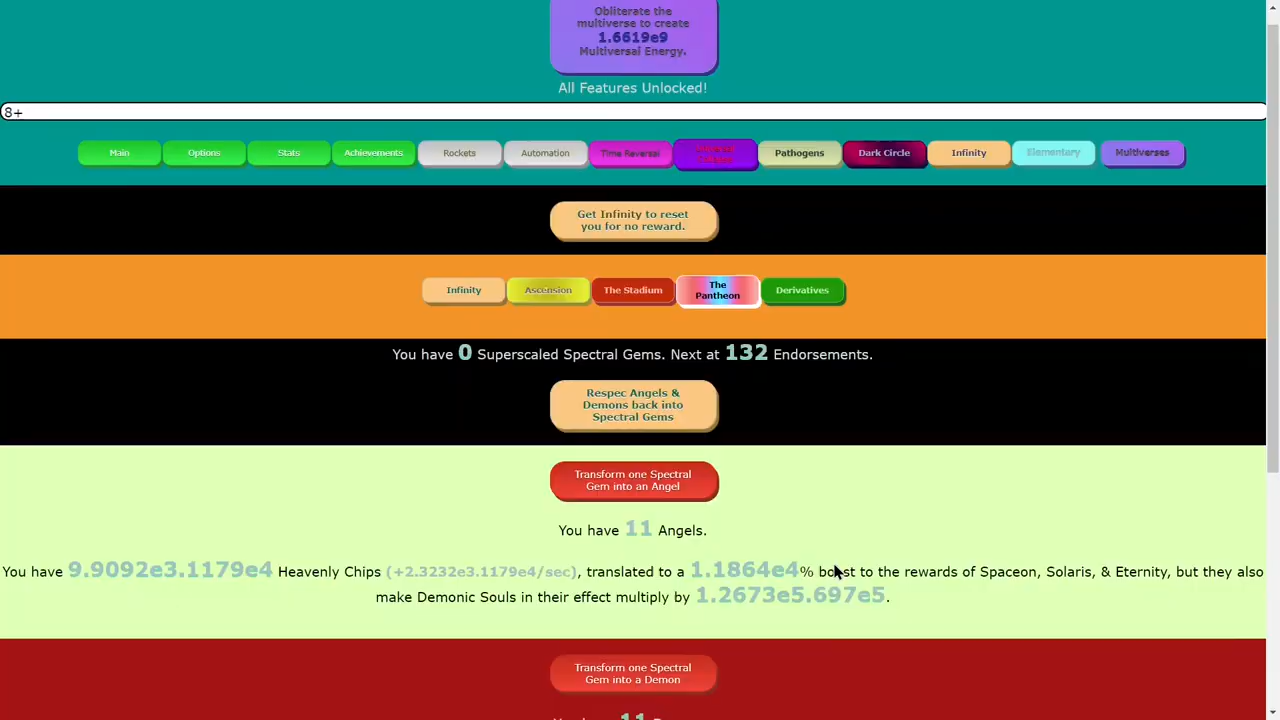 Obliterate the
multiverse to create
1.6619e9
Multiversal Energy.
All Features Unlocked!
8+
Main Options Stats Achievements Rockets Automation Time Reversal Pathogens Dark Circle Infinity Elementary Multiverses
Get Infinity to reset
you for no reward.
Infinity Ascension The Stadium The Pantheon Derivatives
You have 0 Superscaled Spectral Gems. Next at 132 Endorsements.
Respec Angels &
Demons back into
Spectral Gems
Transform one Spectral
Gem into an Angel
You have 11 Angels.
You have 9.9092e3.1179e4 Heavenly Chips (+2.3232e3.1179e4/sec), translated to a 1.1864e4% boost to the rewards of Spaceon, Solaris, & Eternity, but they also
make Demonic Souls in their effect multiply by 1.2673e5.697e5.
Transform one Spectral
Gem into a Demon